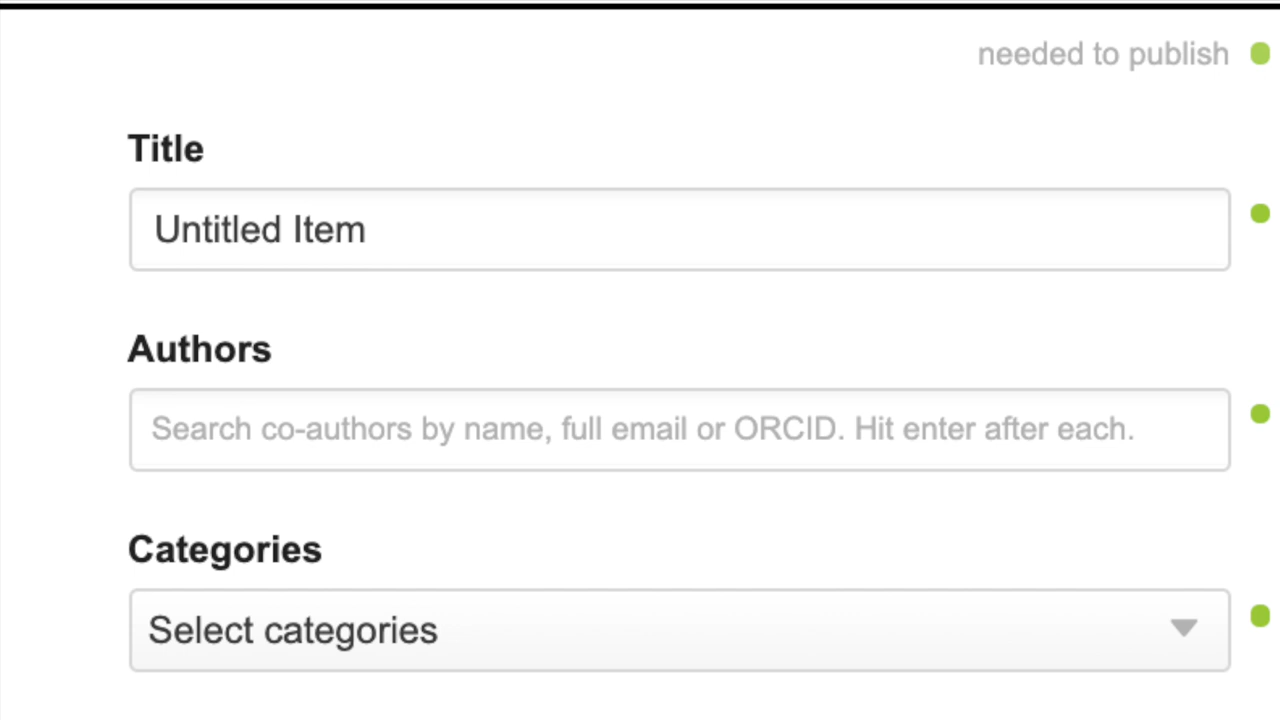 needed to publish
Title
Untitled Item
Authors
Search co-authors by name, full email or ORCID. Hit enter after each.
Categories
Select categories